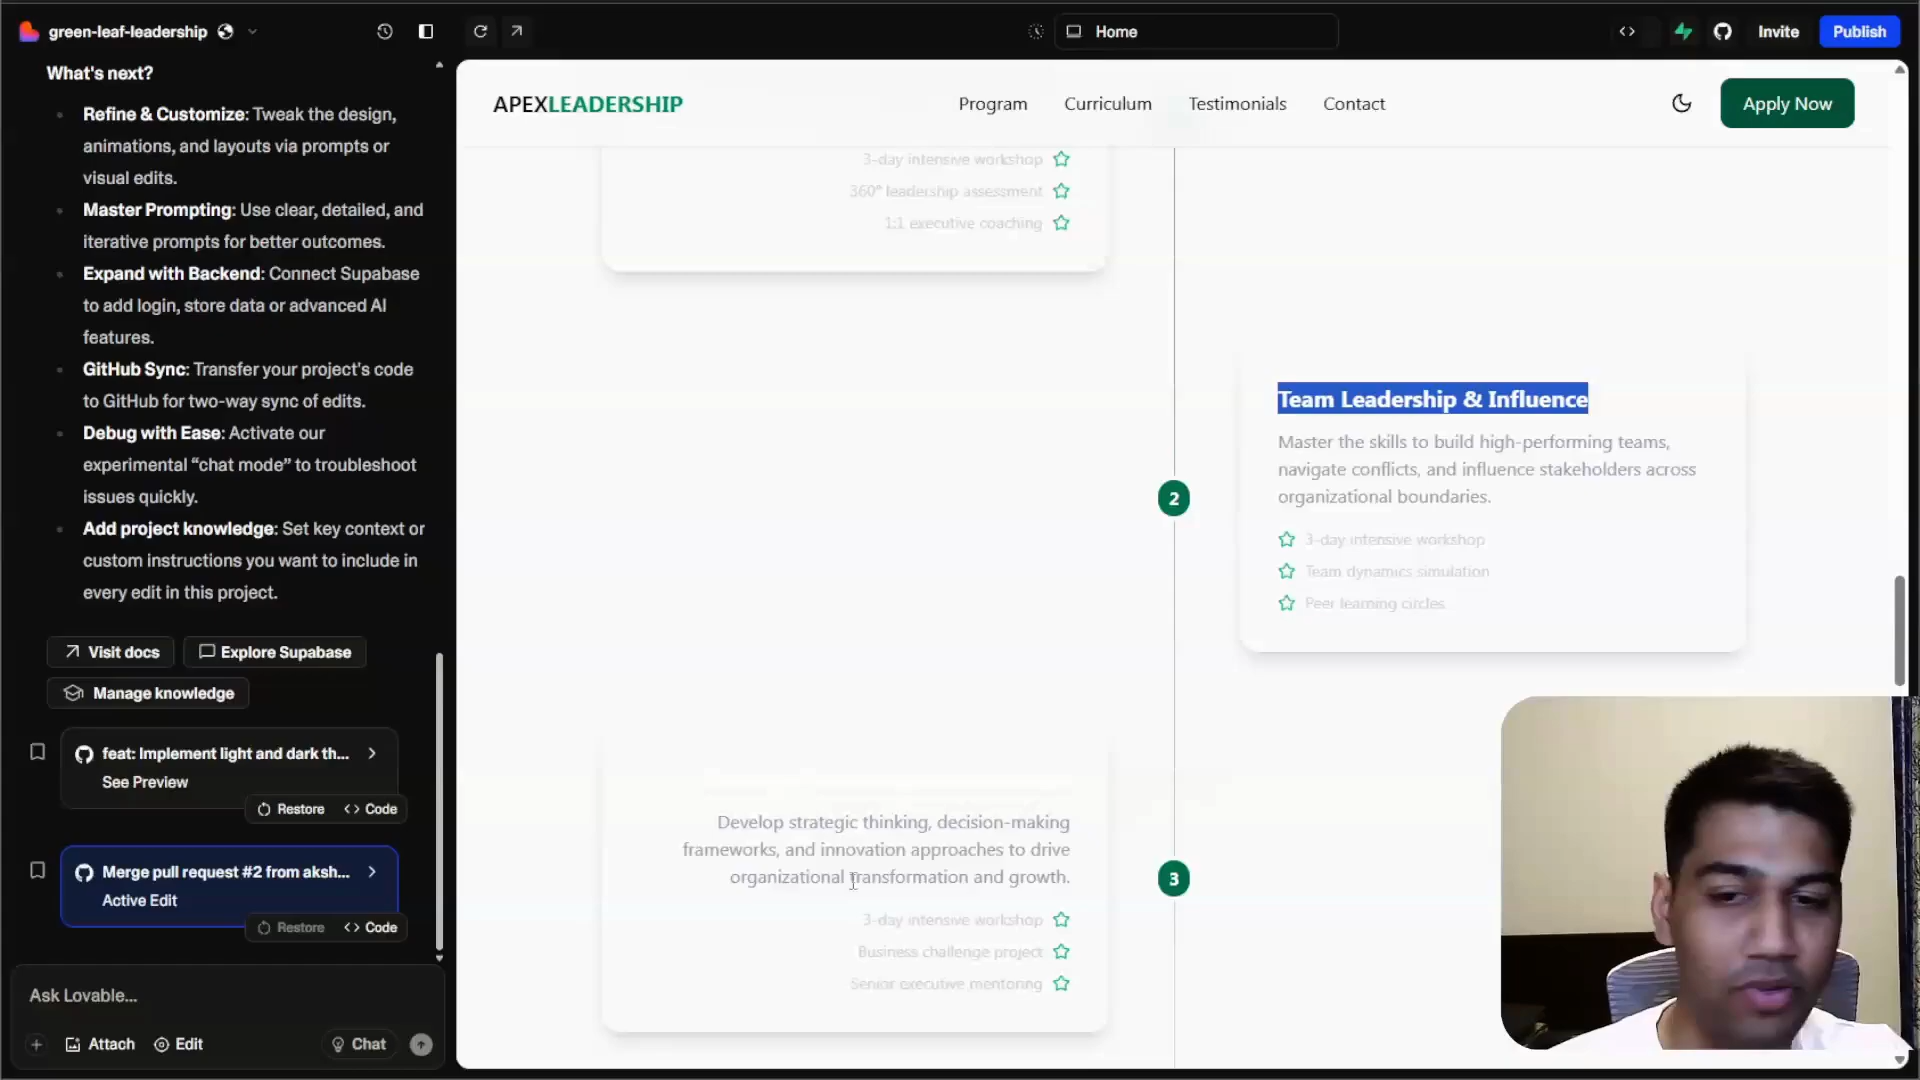 green-leaf-leadership
Home
Invite
Publish
What's next?
Refine & Customize: Tweak the design,
animations, and layouts via prompts or
visual edits.
Master Prompting: Use clear, detailed, and
iterative prompts for better outcomes.
Expand with Backend: Connect Supabase
to add login, store data or advanced AI
features.
GitHub Sync: Transfer your project's code
to GitHub for two-way sync of edits.
Debug with Ease: Activate our
experimental “chat mode” to troubleshoot
issues quickly.
Add project knowledge: Set key context or
custom instructions you want to include in
every edit in this project.
Visit docs
Explore Supabase
Manage knowledge
feat: Implement light and dark th...
See Preview
Restore
Code
Merge pull request #2 from aksh...
Active Edit
Restore
Code
Ask Lovable...
Attach
Edit
Chat
APEXLEADERSHIP
Program
Curriculum
Testimonials
Contact
Apply Now
3-day intensive workshop
360° leadership assessment
1:1 executive coaching
2
Team Leadership & Influence
Master the skills to build high-performing teams,
navigate conflicts, and influence stakeholders across
organizational boundaries.
3-day intensive workshop
Team dynamics simulation
Peer learning circles
3
Develop strategic thinking, decision-making
frameworks, and innovation approaches to drive
organizational transformation and growth.
3-day intensive workshop
Business challenge project
Senior executive mentoring